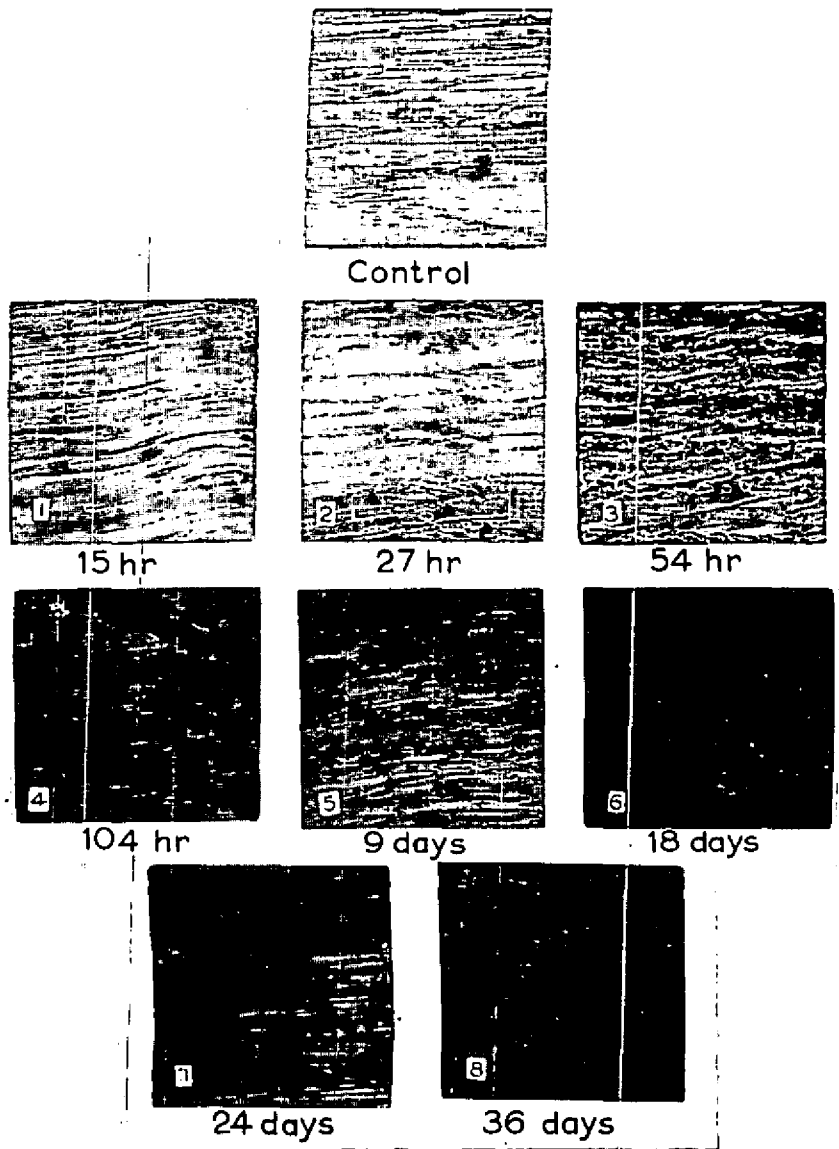 Control
1
2
3
15 hr
27 hr
54 hr
4
5
6
104 hr
9 days
18 days
7
8
24 days
36 days